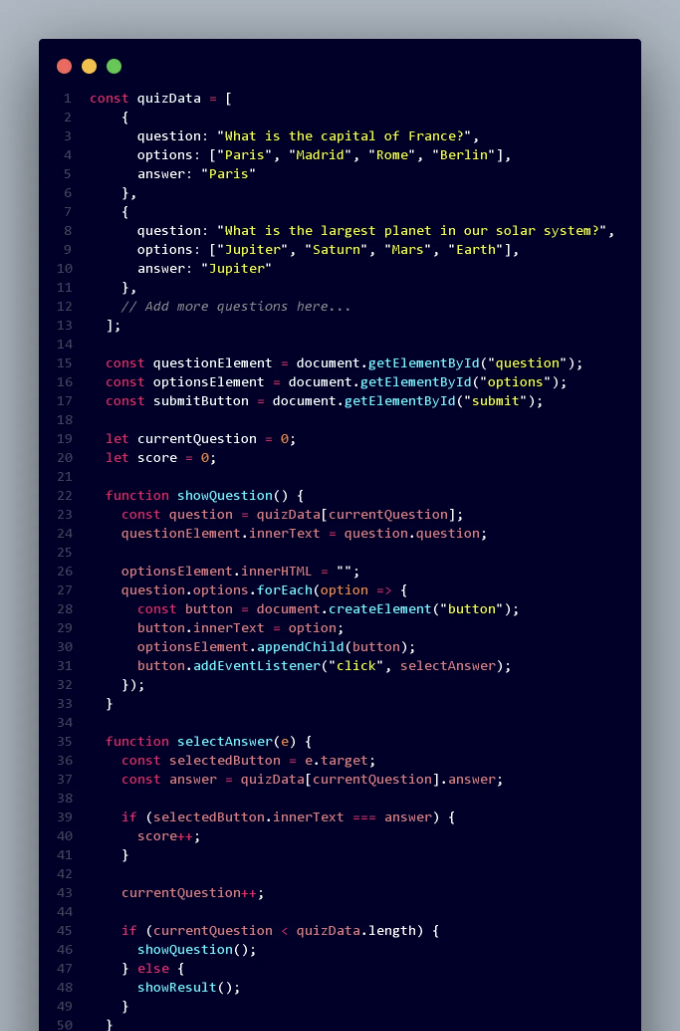 1 const quizData = [
2 {
3 question: "What is the capital of France?",
4 options: ["Paris", "Madrid", "Rome", "Berlin"],
5 answer: "Paris"
6 },
7 {
8 question: "What is the largest planet in our solar system?",
9 options: ["Jupiter", "Saturn", "Mars", "Earth"],
10 answer: "Jupiter"
11 },
12 // Add more questions here...
13 ];
14
15 const questionElement = document.getElementById("question");
16 const optionsElement = document.getElementById("options");
17 const submitButton = document.getElementById("submit");
18
19 let currentQuestion = 0;
20 let score = 0;
21
22 function showQuestion() {
23 const question = quizData[currentQuestion];
24 questionElement.innerText = question.question;
25
26 optionsElement.innerHTML = "";
27 question.options.forEach(option => {
28 const button = document.createElement("button");
29 button.innerText = option;
30 optionsElement.appendChild(button);
31 button.addEventListener("click", selectAnswer);
32 });
33 }
34
35 function selectAnswer(e) {
36 const selectedButton = e.target;
37 const answer = quizData[currentQuestion].answer;
38
39 if (selectedButton.innerText === answer) {
40 score++;
41 }
42
43 currentQuestion++;
44
45 if (currentQuestion < quizData.length) {
46 showQuestion();
47 } else {
48 showResult();
49 }
50 }